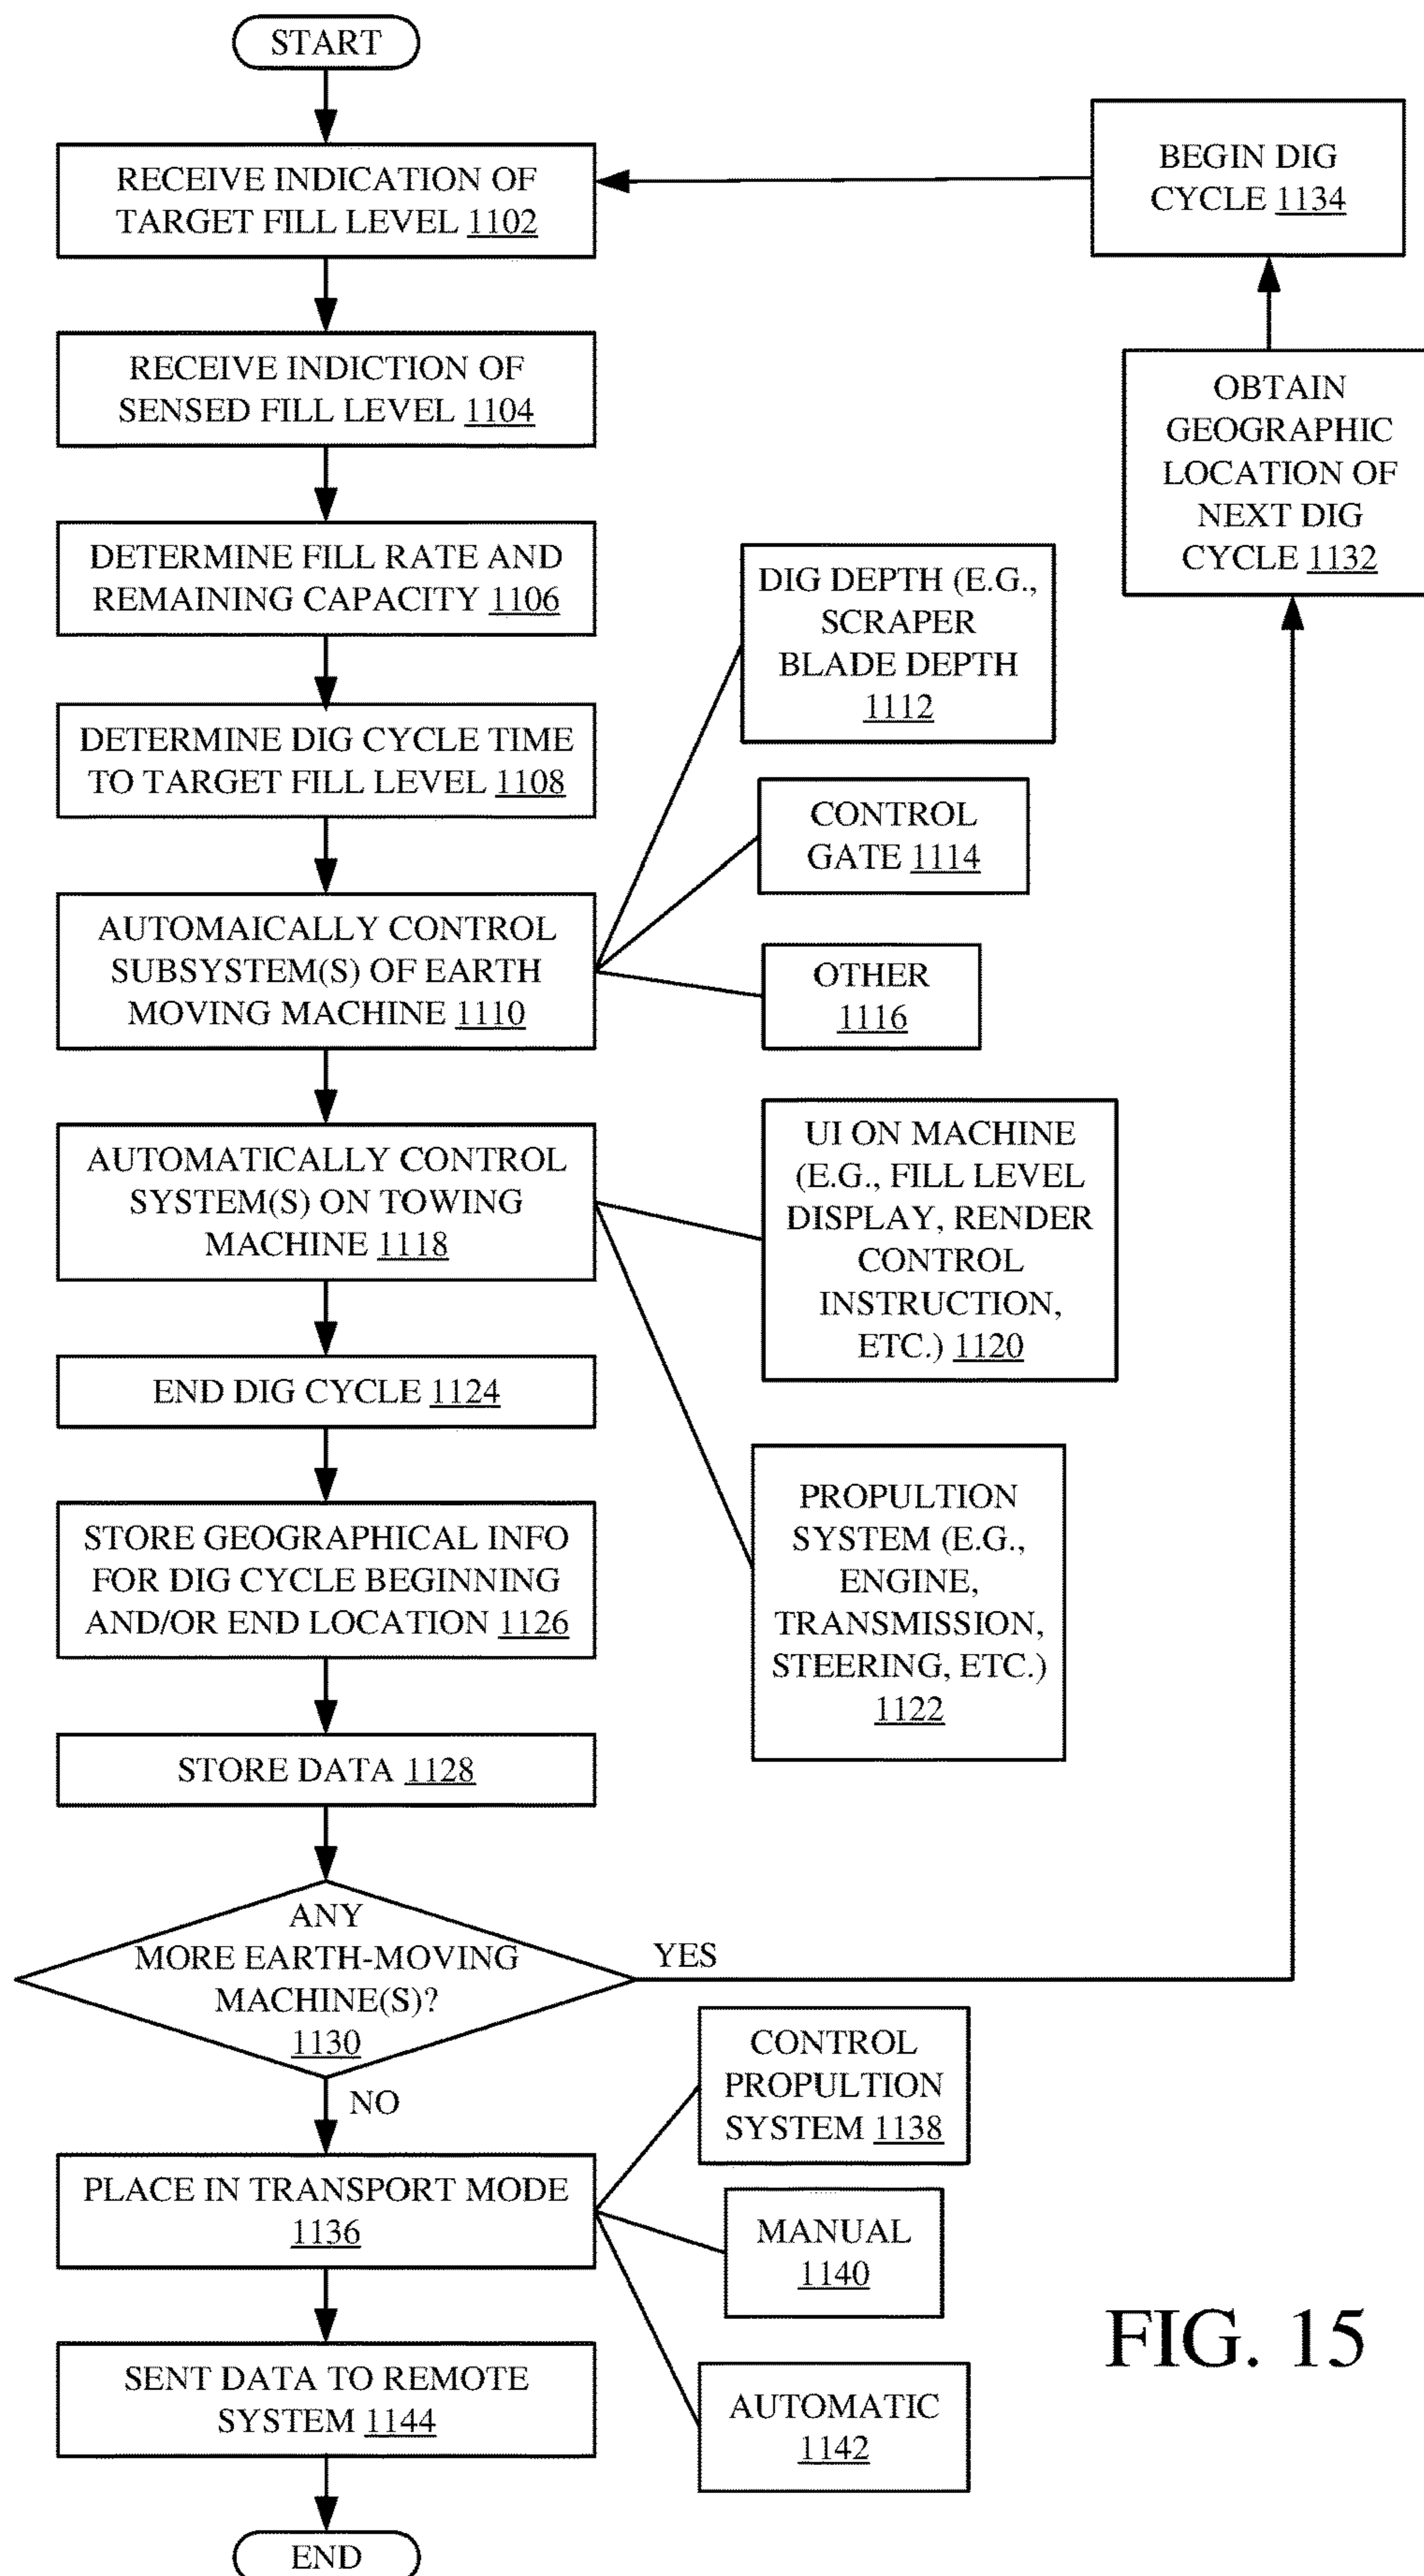 START
RECEIVE INDICATION OF
TARGET FILL LEVEL 1102
BEGIN DIG
CYCLE 1134
RECEIVE INDICTION OF
SENSED FILL LEVEL 1104
OBTAIN
GEOGRAPHIC
LOCATION OF
NEXT DIG
CYCLE 1132
DETERMINE FILL RATE AND
REMAINING CAPACITY 1106
DIG DEPTH (E.G.,
SCRAPER
BLADE DEPTH
1112
DETERMINE DIG CYCLE TIME
TO TARGET FILL LEVEL 1108
CONTROL
GATE 1114
AUTOMAICALLY CONTROL
SUBSYSTEM(S) OF EARTH
MOVING MACHINE 1110
OTHER
1116
AUTOMATICALLY CONTROL
SYSTEM(S) ON TOWING
MACHINE 1118
UI ON MACHINE
(E.G., FILL LEVEL
DISPLAY, RENDER
CONTROL
INSTRUCTION,
ETC.) 1120
END DIG CYCLE 1124
PROPULTION
SYSTEM (E.G.,
ENGINE,
TRANSMISSION,
STEERING, ETC.)
1122
STORE GEOGRAPHICAL INFO
FOR DIG CYCLE BEGINNING
AND/OR END LOCATION 1126
STORE DATA 1128
ANY
MORE EARTH-MOVING
MACHINE(S)?
1130
YES
NO
CONTROL
PROPULTION
SYSTEM 1138
PLACE IN TRANSPORT MODE
1136
MANUAL
1140
SENT DATA TO REMOTE
SYSTEM 1144
AUTOMATIC
1142
END
FIG. 15